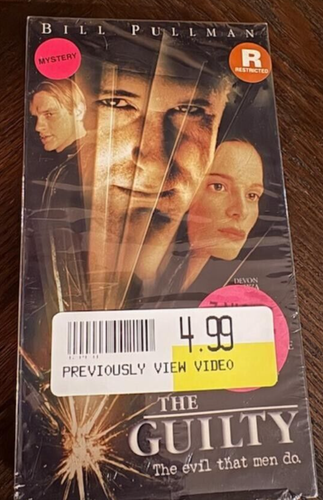 BILL PULLMAN
MYSTERY
R
RESTRICTED
DEVON
4.99
PREVIOUSLY VIEW VIDEO
THE
GUILTY
The evil that men do.